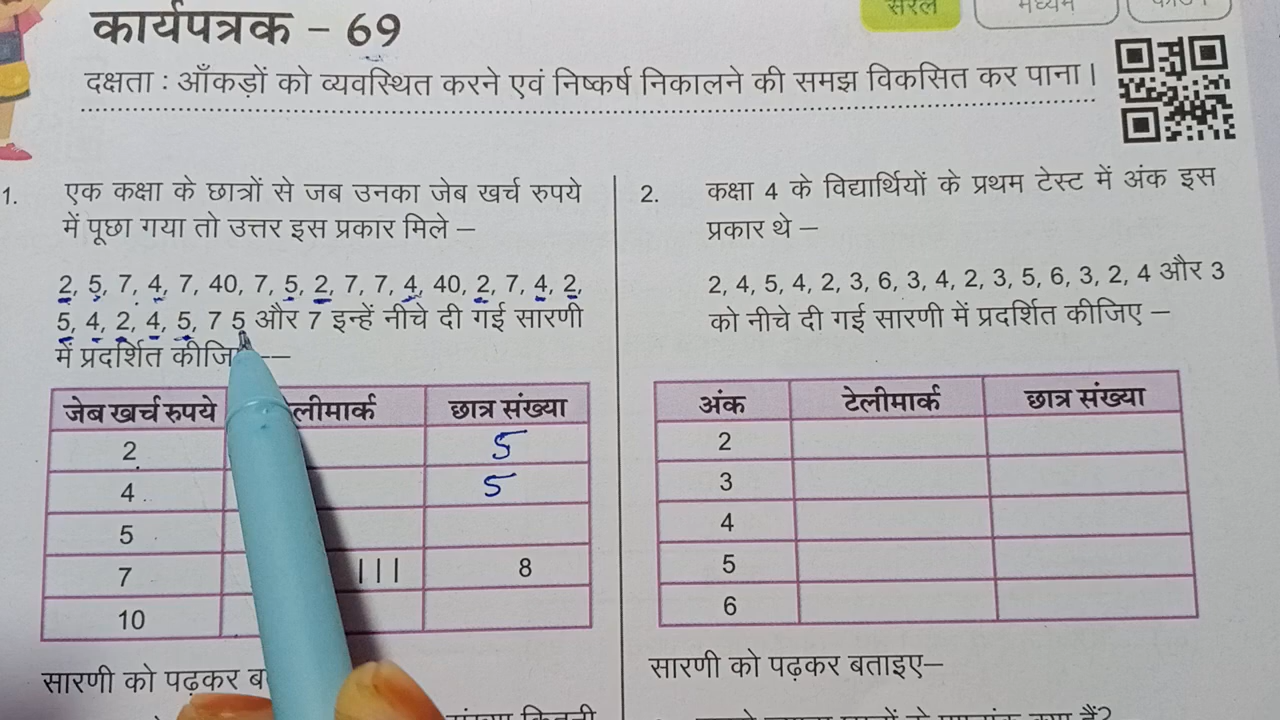 कार्यपत्रक – 69
सरल
मध्यम
दक्षता : आँकड़ों को व्यवस्थित करने एवं निष्कर्ष निकालने की समझ विकसित कर पाना।
1. एक कक्षा के छात्रों से जब उनका जेब खर्च रुपये
में पूछा गया तो उत्तर इस प्रकार मिले –
2, 5, 7, 4, 7, 40, 7, 5, 2, 7, 7, 4, 40, 2, 7, 4, 2,
5, 4, 2, 4, 5, 7 5 और 7 इन्हें नीचे दी गई सारणी
में प्रदर्शित
जेब खर्च रुपये छात्र संख्या
2 5
4 5
5
7 ||| 8
10
सारणी को पढ़कर
2. कक्षा 4 के विद्यार्थियों के प्रथम टेस्ट में अंक इस
प्रकार थे –
2, 4, 5, 4, 2, 3, 6, 3, 4, 2, 3, 5, 6, 3, 2, 4 और 3
को नीचे दी गई सारणी में प्रदर्शित कीजिए –
अंक टेलीमार्क छात्र संख्या
2
3
4
5
6
सारणी को पढ़कर बताइए–